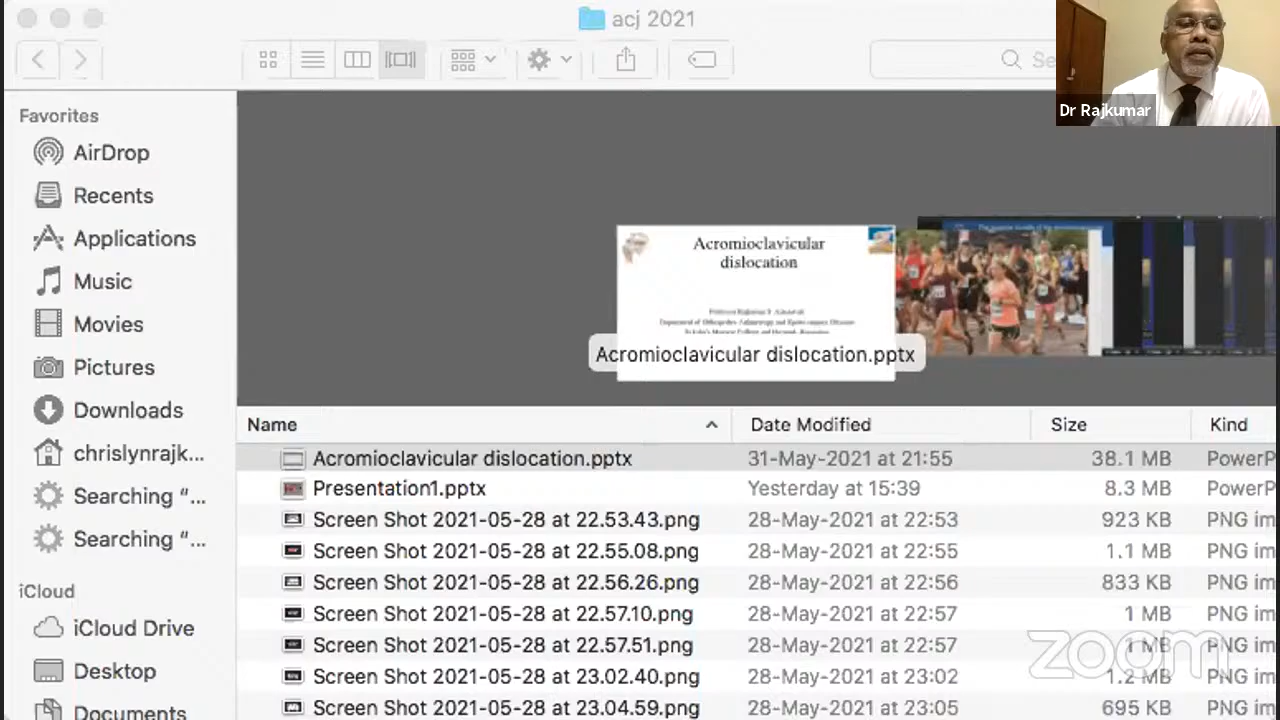 acj 2021
Se
Dr Rajkumar
Favorites
AirDrop
Recents
Applications
Music
Movies
Pictures
Downloads
chrislynrajk...
Searching “...
Searching “...
iCloud
iCloud Drive
Desktop
Documents
Acromioclavicular
dislocation
Acromioclavicular dislocation.pptx
Name Date Modified Size Kind
Acromioclavicular dislocation.pptx 31-May-2021 at 21:55 38.1 MB PowerP
Presentation1.pptx Yesterday at 15:39 8.3 MB PowerP
Screen Shot 2021-05-28 at 22.53.43.png 28-May-2021 at 22:53 923 KB PNG im
Screen Shot 2021-05-28 at 22.55.08.png 28-May-2021 at 22:55 1.1 MB PNG im
Screen Shot 2021-05-28 at 22.56.26.png 28-May-2021 at 22:56 833 KB PNG im
Screen Shot 2021-05-28 at 22.57.10.png 28-May-2021 at 22:57 1 MB PNG im
Screen Shot 2021-05-28 at 22.57.51.png 28-May-2021 at 22:57 1 MB PNG im
Screen Shot 2021-05-28 at 23.02.40.png 28-May-2021 at 23:02 1.2 MB PNG im
Screen Shot 2021-05-28 at 23.04.59.png 28-May-2021 at 23:05 695 KB PNG im
zoom